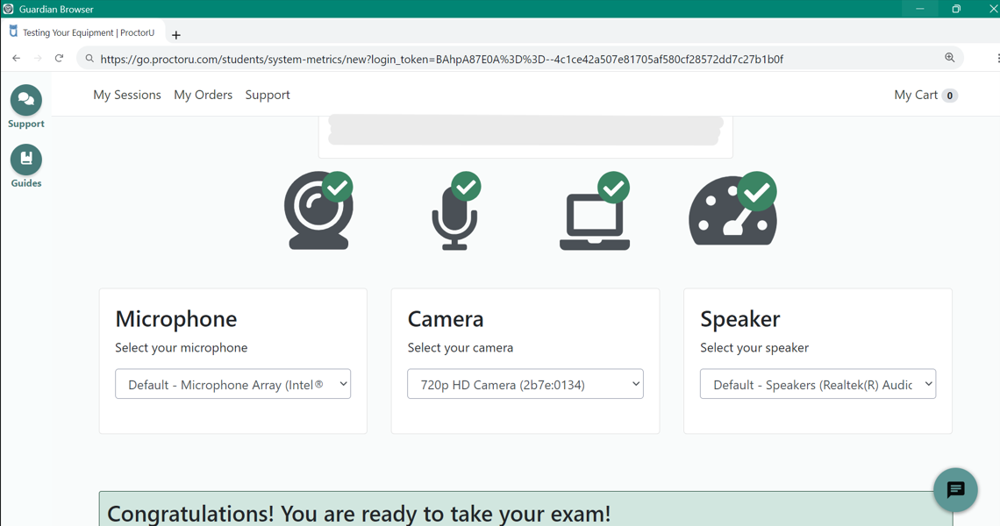 Guardian Browser
Testing Your Equipment | ProctorU
https://go.proctoru.com/students/system-metrics/new?login_token=BAhpA87E0A%3D%3D--4c1ce42a507e81705af580cf28572dd7c27b1b0f
My Sessions My Orders Support My Cart 0
Support
Guides
Microphone
Select your microphone
Default - Microphone Array (Intel®
Camera
Select your camera
720p HD Camera (2b7e:0134)
Speaker
Select your speaker
Default - Speakers (Realtek(R) Audic
Congratulations! You are ready to take your exam!